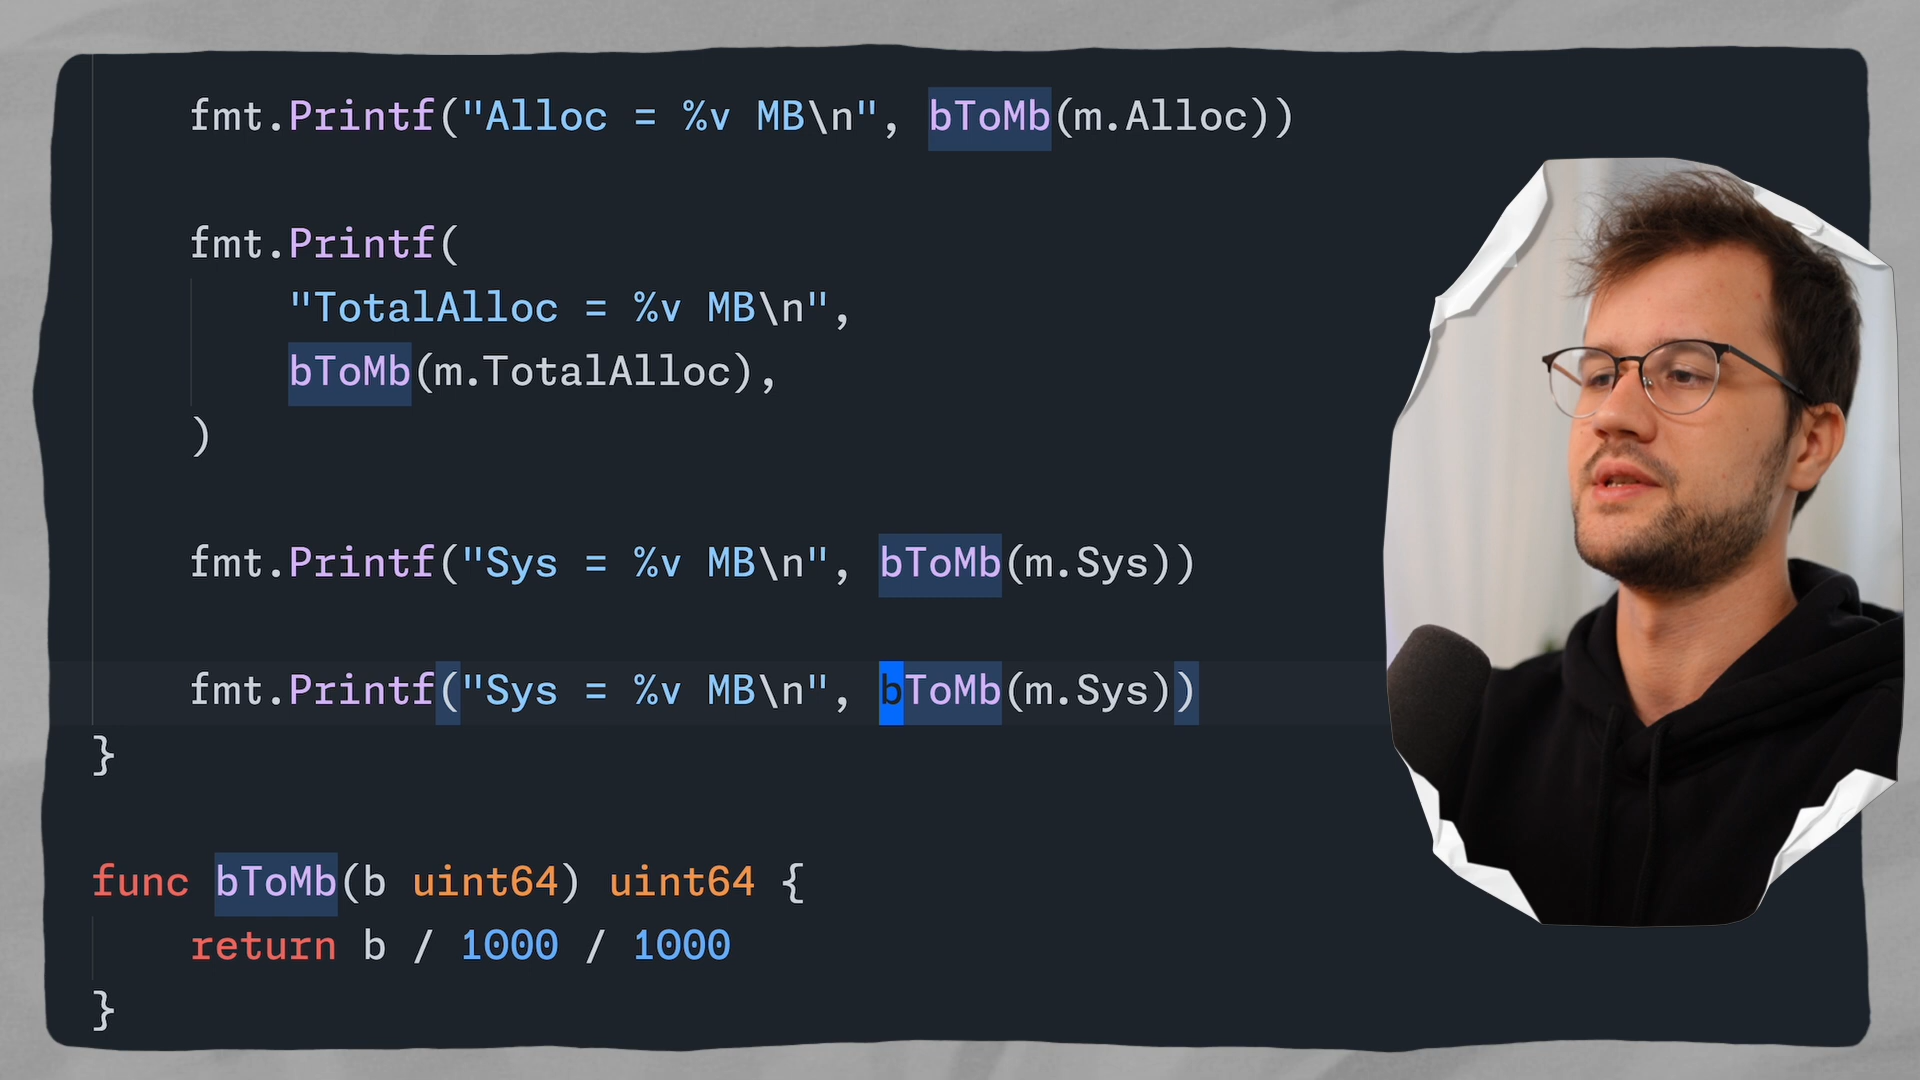 fmt.Printf("Alloc = %v MB\n", bToMb(m.Alloc))
fmt.Printf(
"TotalAlloc = %v MB\n",
bToMb(m.TotalAlloc),
)
fmt.Printf("Sys = %v MB\n", bToMb(m.Sys))
fmt.Printf("Sys = %v MB\n", bToMb(m.Sys))
}
func bToMb(b uint64) uint64 {
return b / 1000 / 1000
}